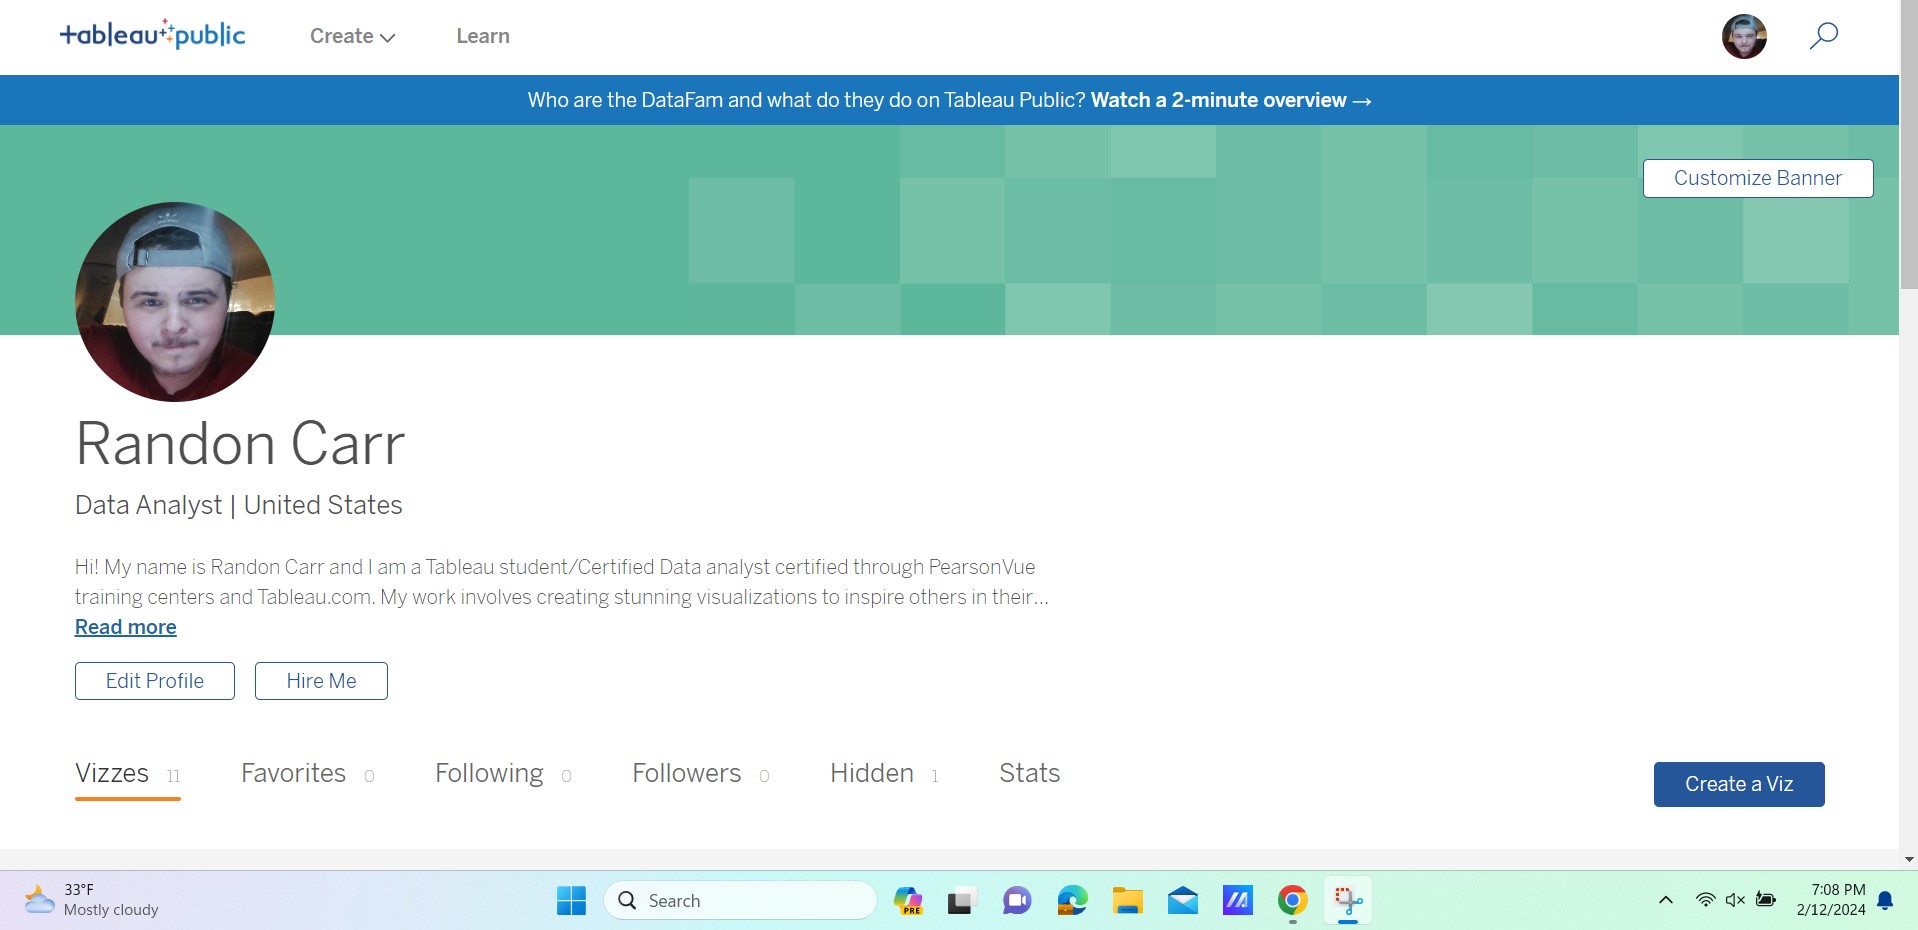 +ableau public
Create Learn
Who are the DataFam and what do they do on Tableau Public? Watch a 2-minute overview →
Customize Banner
Randon Carr
Data Analyst | United States
Hi! My name is Randon Carr and I am a Tableau student/Certified Data analyst certified through PearsonVue
training centers and Tableau.com. My work involves creating stunning visualizations to inspire others in their...
Read more
Edit Profile Hire Me
Vizzes 11 Favorites 0 Following 0 Followers 0 Hidden 1 Stats
Create a Viz
33°F
Mostly cloudy
Search
PRE
7:08 PM
2/12/2024